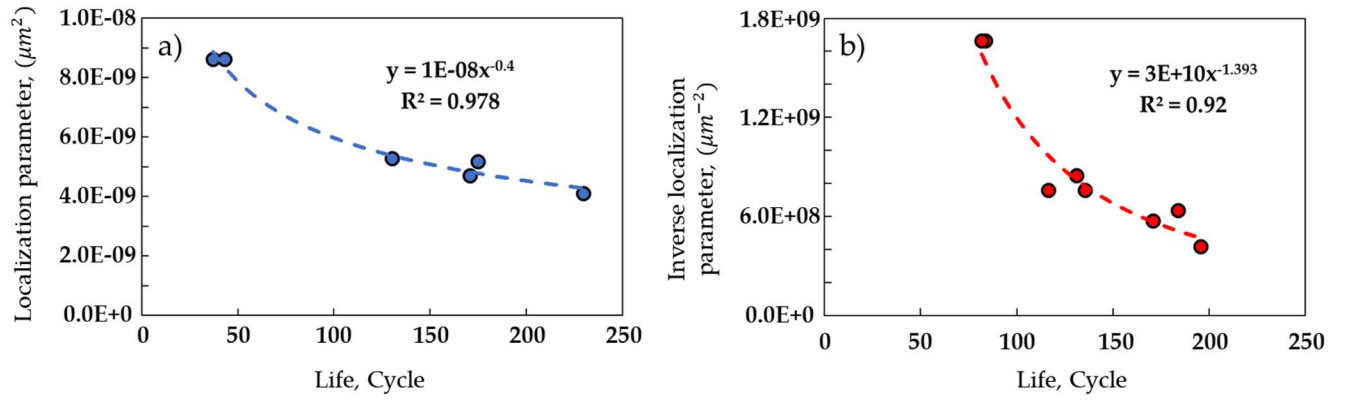 Localization parameter, (μm²)
1.0E-08
8.0E-09
6.0E-09
4.0E-09
2.0E-09
0.0E+0
a)
y = 1E-08x^-0.4
R² = 0.978
0 50 100 150 200 250
Life, Cycle
Inverse localization
parameter, (μm⁻²)
1.8E+09
1.2E+09
6.0E+08
0.0E+0
b)
y = 3E+10x^-1.393
R² = 0.92
0 50 100 150 200 250
Life, Cycle